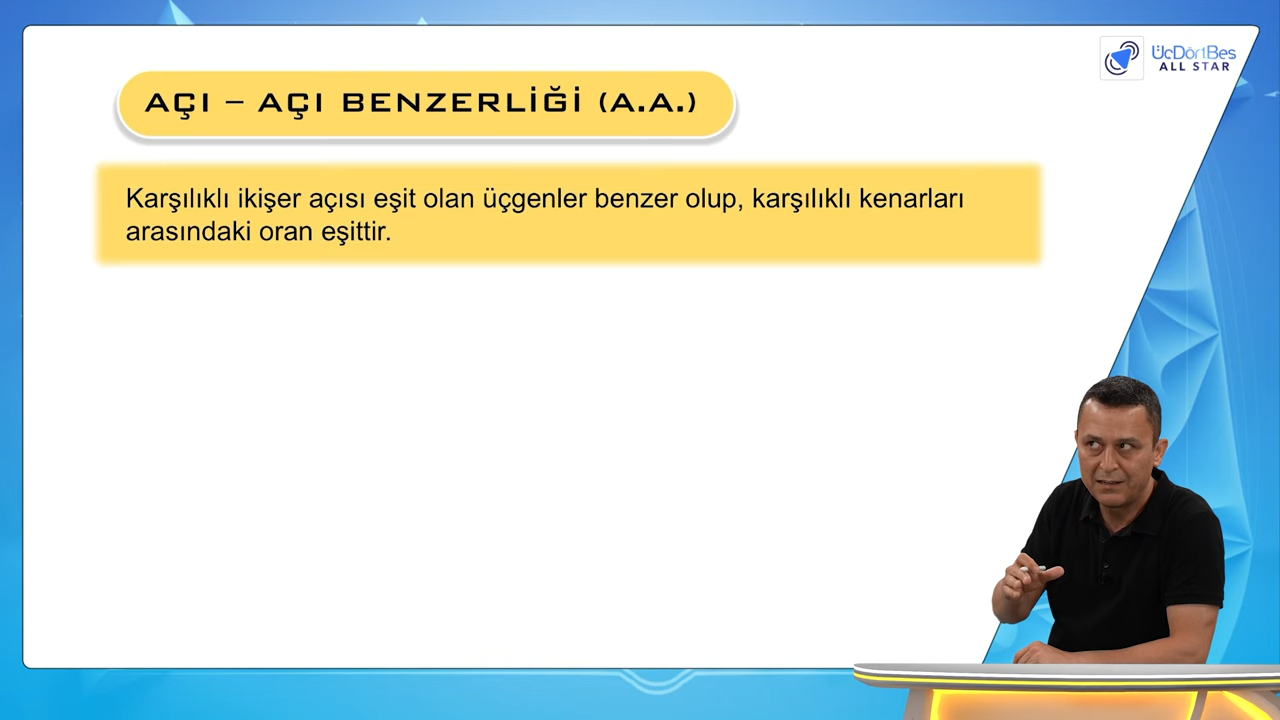 ÜçDörtBeş
ALL STAR
AÇI – AÇI BENZERLİĞİ (A.A.)
Karşılıklı ikişer açısı eşit olan üçgenler benzer olup, karşılıklı kenarları
arasındaki oran eşittir.